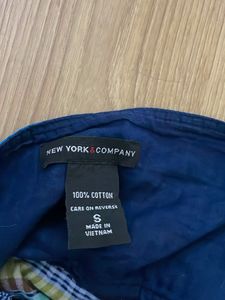 NEW YORK & COMPANY
100% COTTON
CARE ON REVERSE
S
MADE IN
VIETNAM